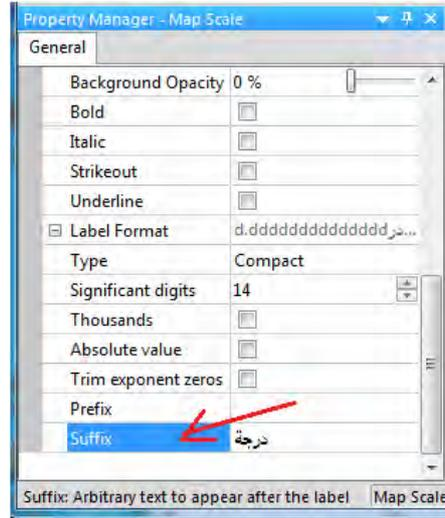 Property Manager - Map Scale
General
Background Opacity 0 %
Bold
Italic
Strikeout
Underline
Label Format d.ddddddddddddddدر...
Type Compact
Significant digits 14
Thousands
Absolute value
Trim exponent zeros
Prefix
Suffix درجة
Suffix: Arbitrary text to appear after the label Map Scale